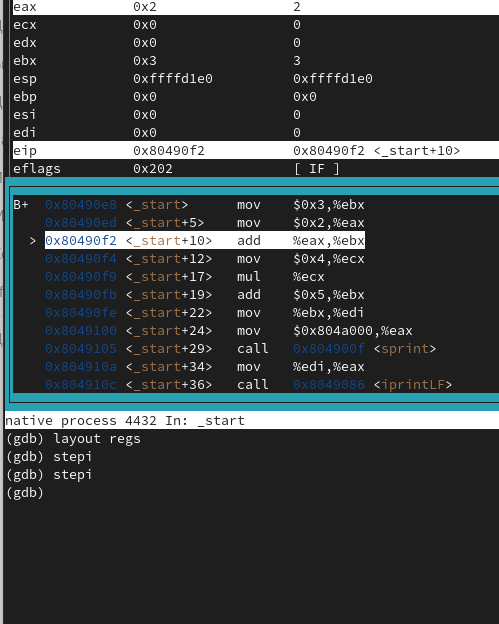 eax 0x2 2
ecx 0x0 0
edx 0x0 0
ebx 0x3 3
esp 0xffffd1e0 0xffffd1e0
ebp 0x0 0x0
esi 0x0 0
edi 0x0 0
eip 0x80490f2 0x80490f2 <_start+10>
eflags 0x202 [ IF ]
B+ 0x80490e8 <_start> mov $0x3,%ebx
0x80490ed <_start+5> mov $0x2,%eax
> 0x80490f2 <_start+10> add %eax,%ebx
0x80490f4 <_start+12> mov $0x4,%ecx
0x80490f9 <_start+17> mul %ecx
0x80490fb <_start+19> add $0x5,%ebx
0x80490fe <_start+22> mov %ebx,%edi
0x8049100 <_start+24> mov $0x804a000,%eax
0x8049105 <_start+29> call 0x804900f <sprint>
0x804910a <_start+34> mov %edi,%eax
0x804910c <_start+36> call 0x8049086 <iprintLF>
native process 4432 In: _start
(gdb) layout regs
(gdb) stepi
(gdb) stepi
(gdb)